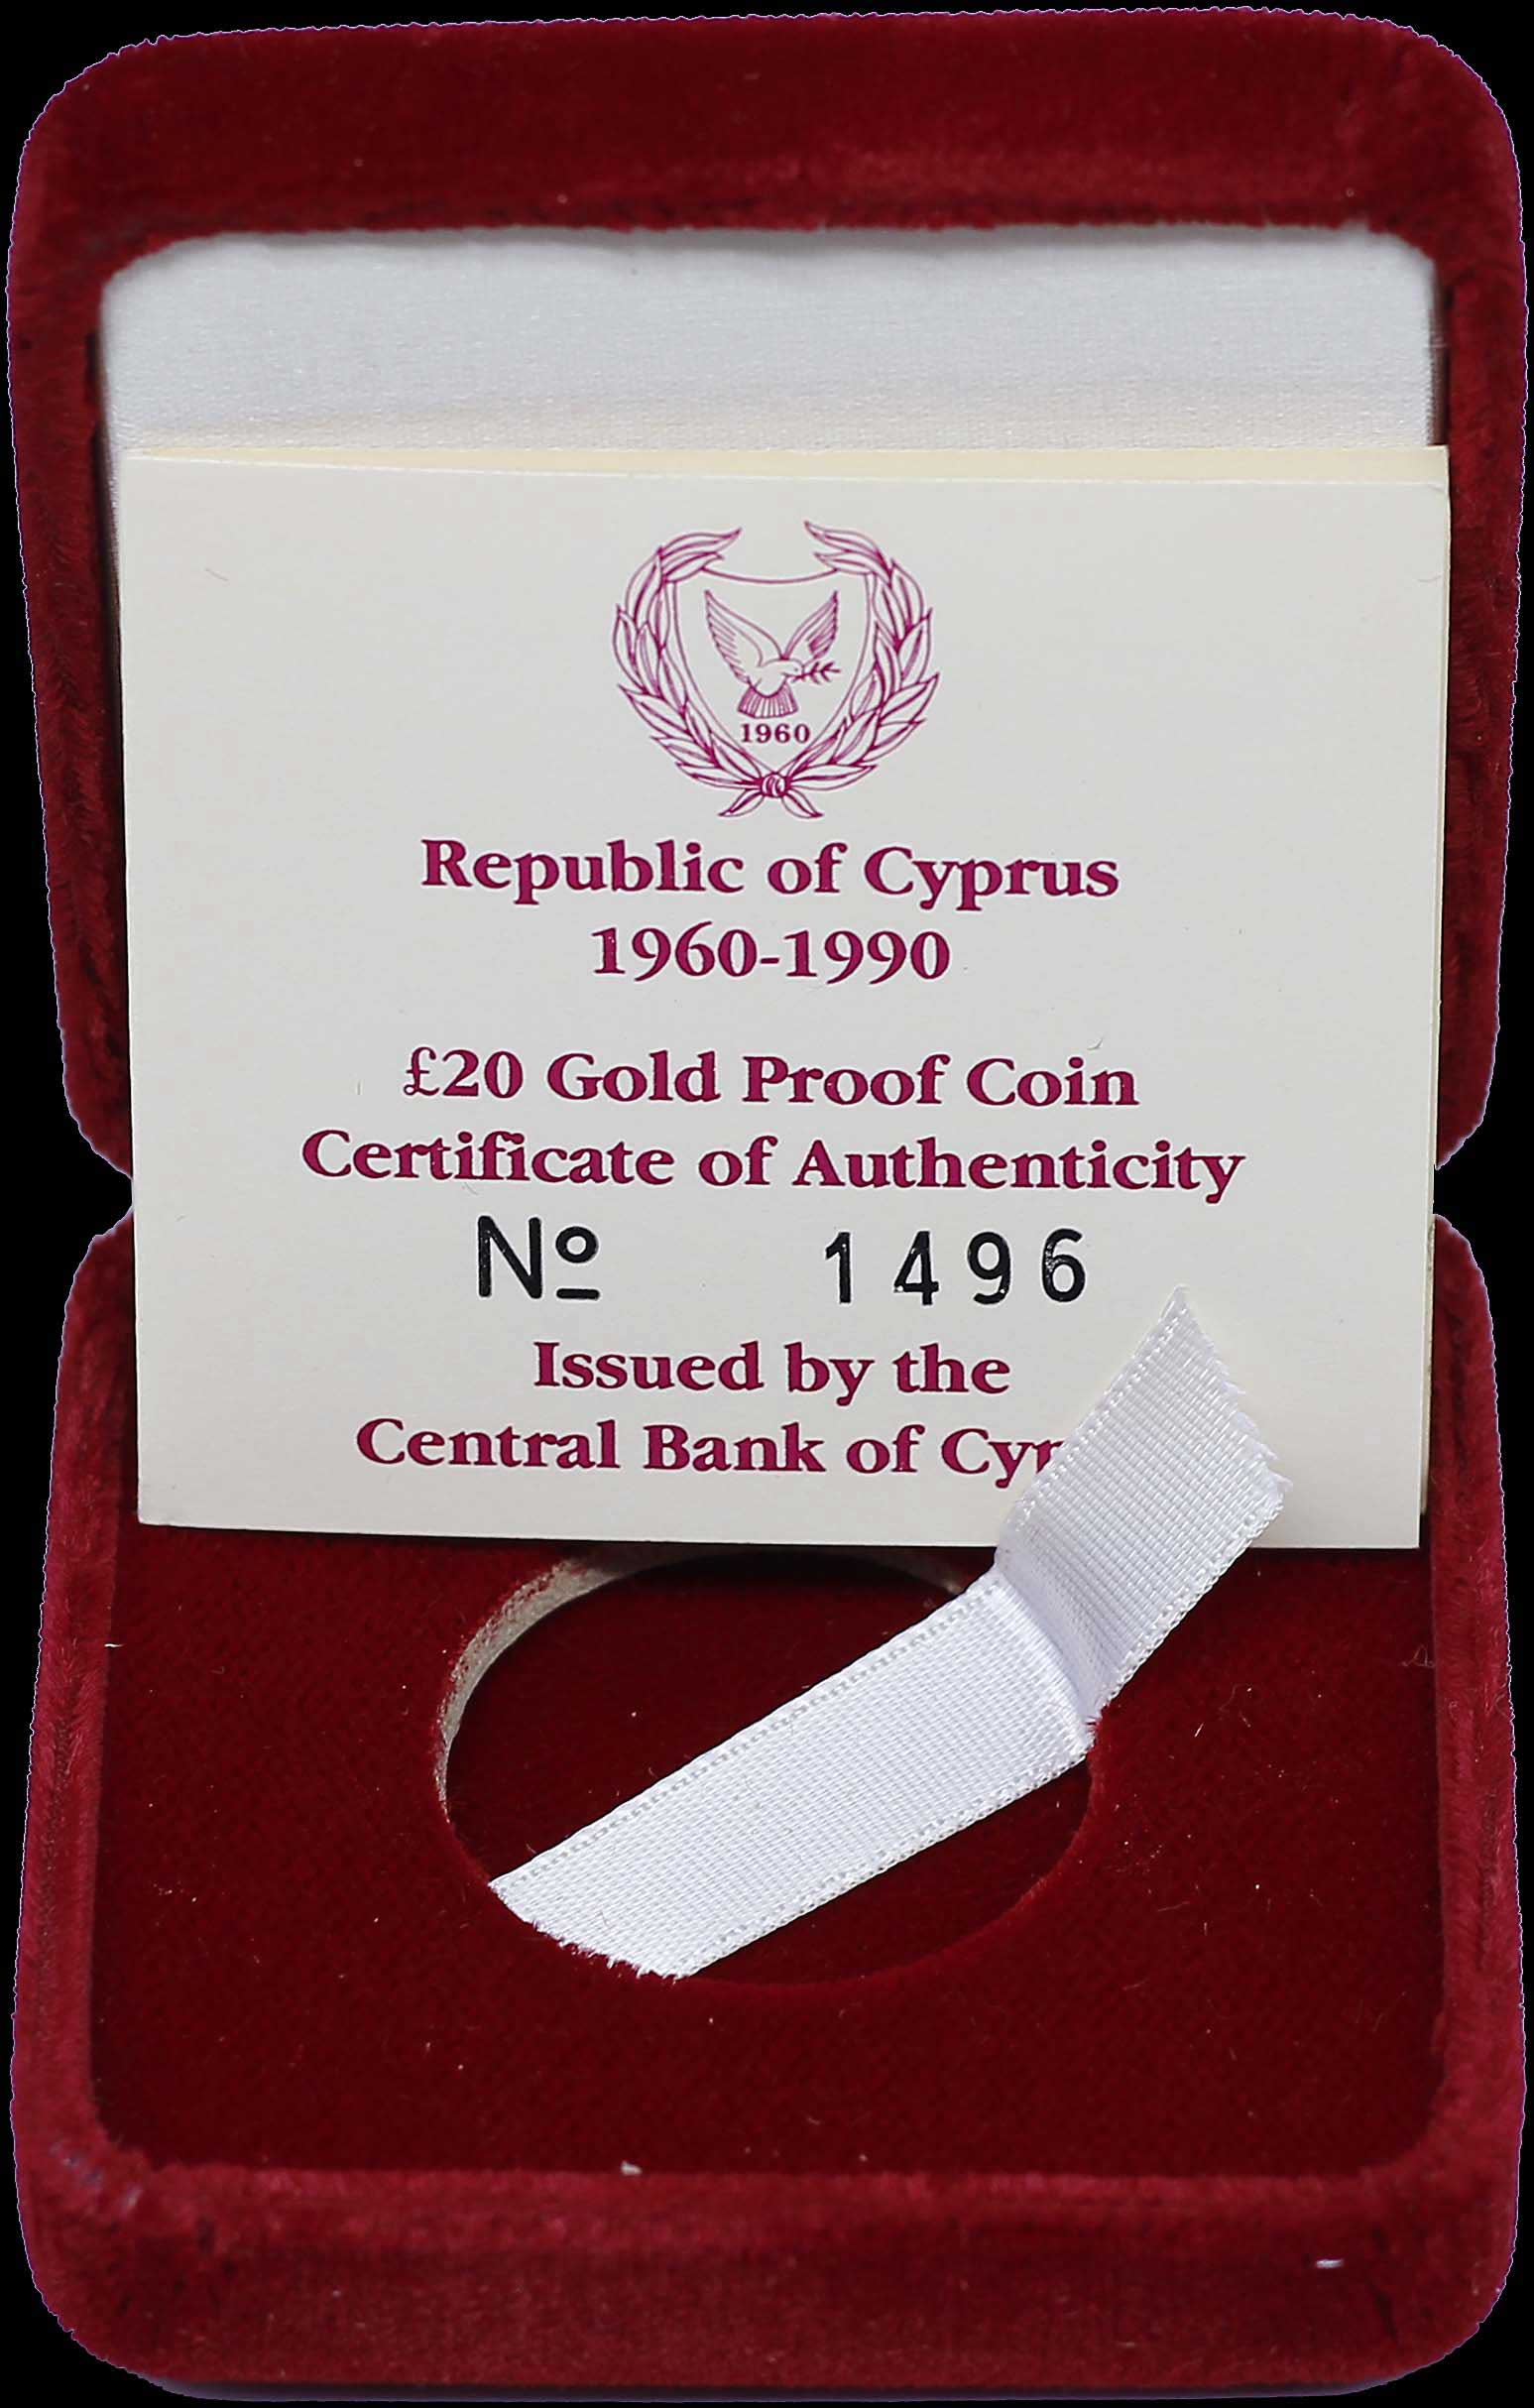 1960
Republic of Cyprus
1960-1990
£20 Gold Proof Coin
Certificate of Authenticity
Nº 1496
Issued by the
Central Bank of